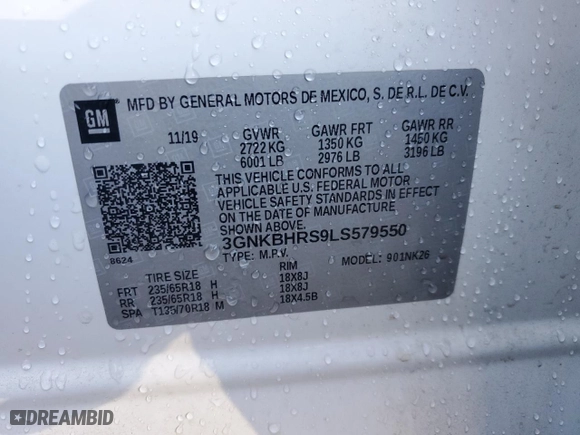 GM
MFD BY GENERAL MOTORS DE MEXICO, S. DE R.L. DE C.V.
11/19 GVWR GAWR FRT GAWR RR
2722 KG 1350 KG 1450 KG
6001 LB 2976 LB 3196 LB
THIS VEHICLE CONFORMS TO ALL
APPLICABLE U.S. FEDERAL MOTOR
VEHICLE SAFETY STANDARDS IN EFFECT
ON THE DATE OF MANUFACTURE
SHOWN ABOVE.
3GNKBHRS9LS579550
8624 TYPE: M.P.V. MODEL: 901NK26
TIRE SIZE RIM
FRT 235/65R18 H 18X8J
RR 235/65R18 H 18X8J
SPA T135/70R18 M 18X4.5B
DREAMBID